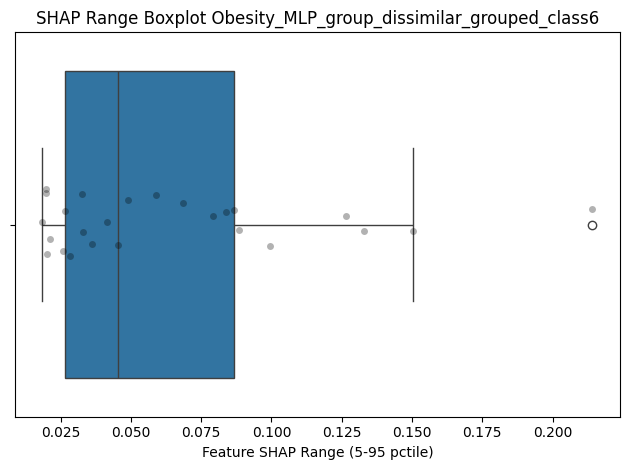 SHAP Range Boxplot Obesity_MLP_group_dissimilar_grouped_class6
0.025 0.050 0.075 0.100 0.125 0.150 0.175 0.200
Feature SHAP Range (5-95 pctile)